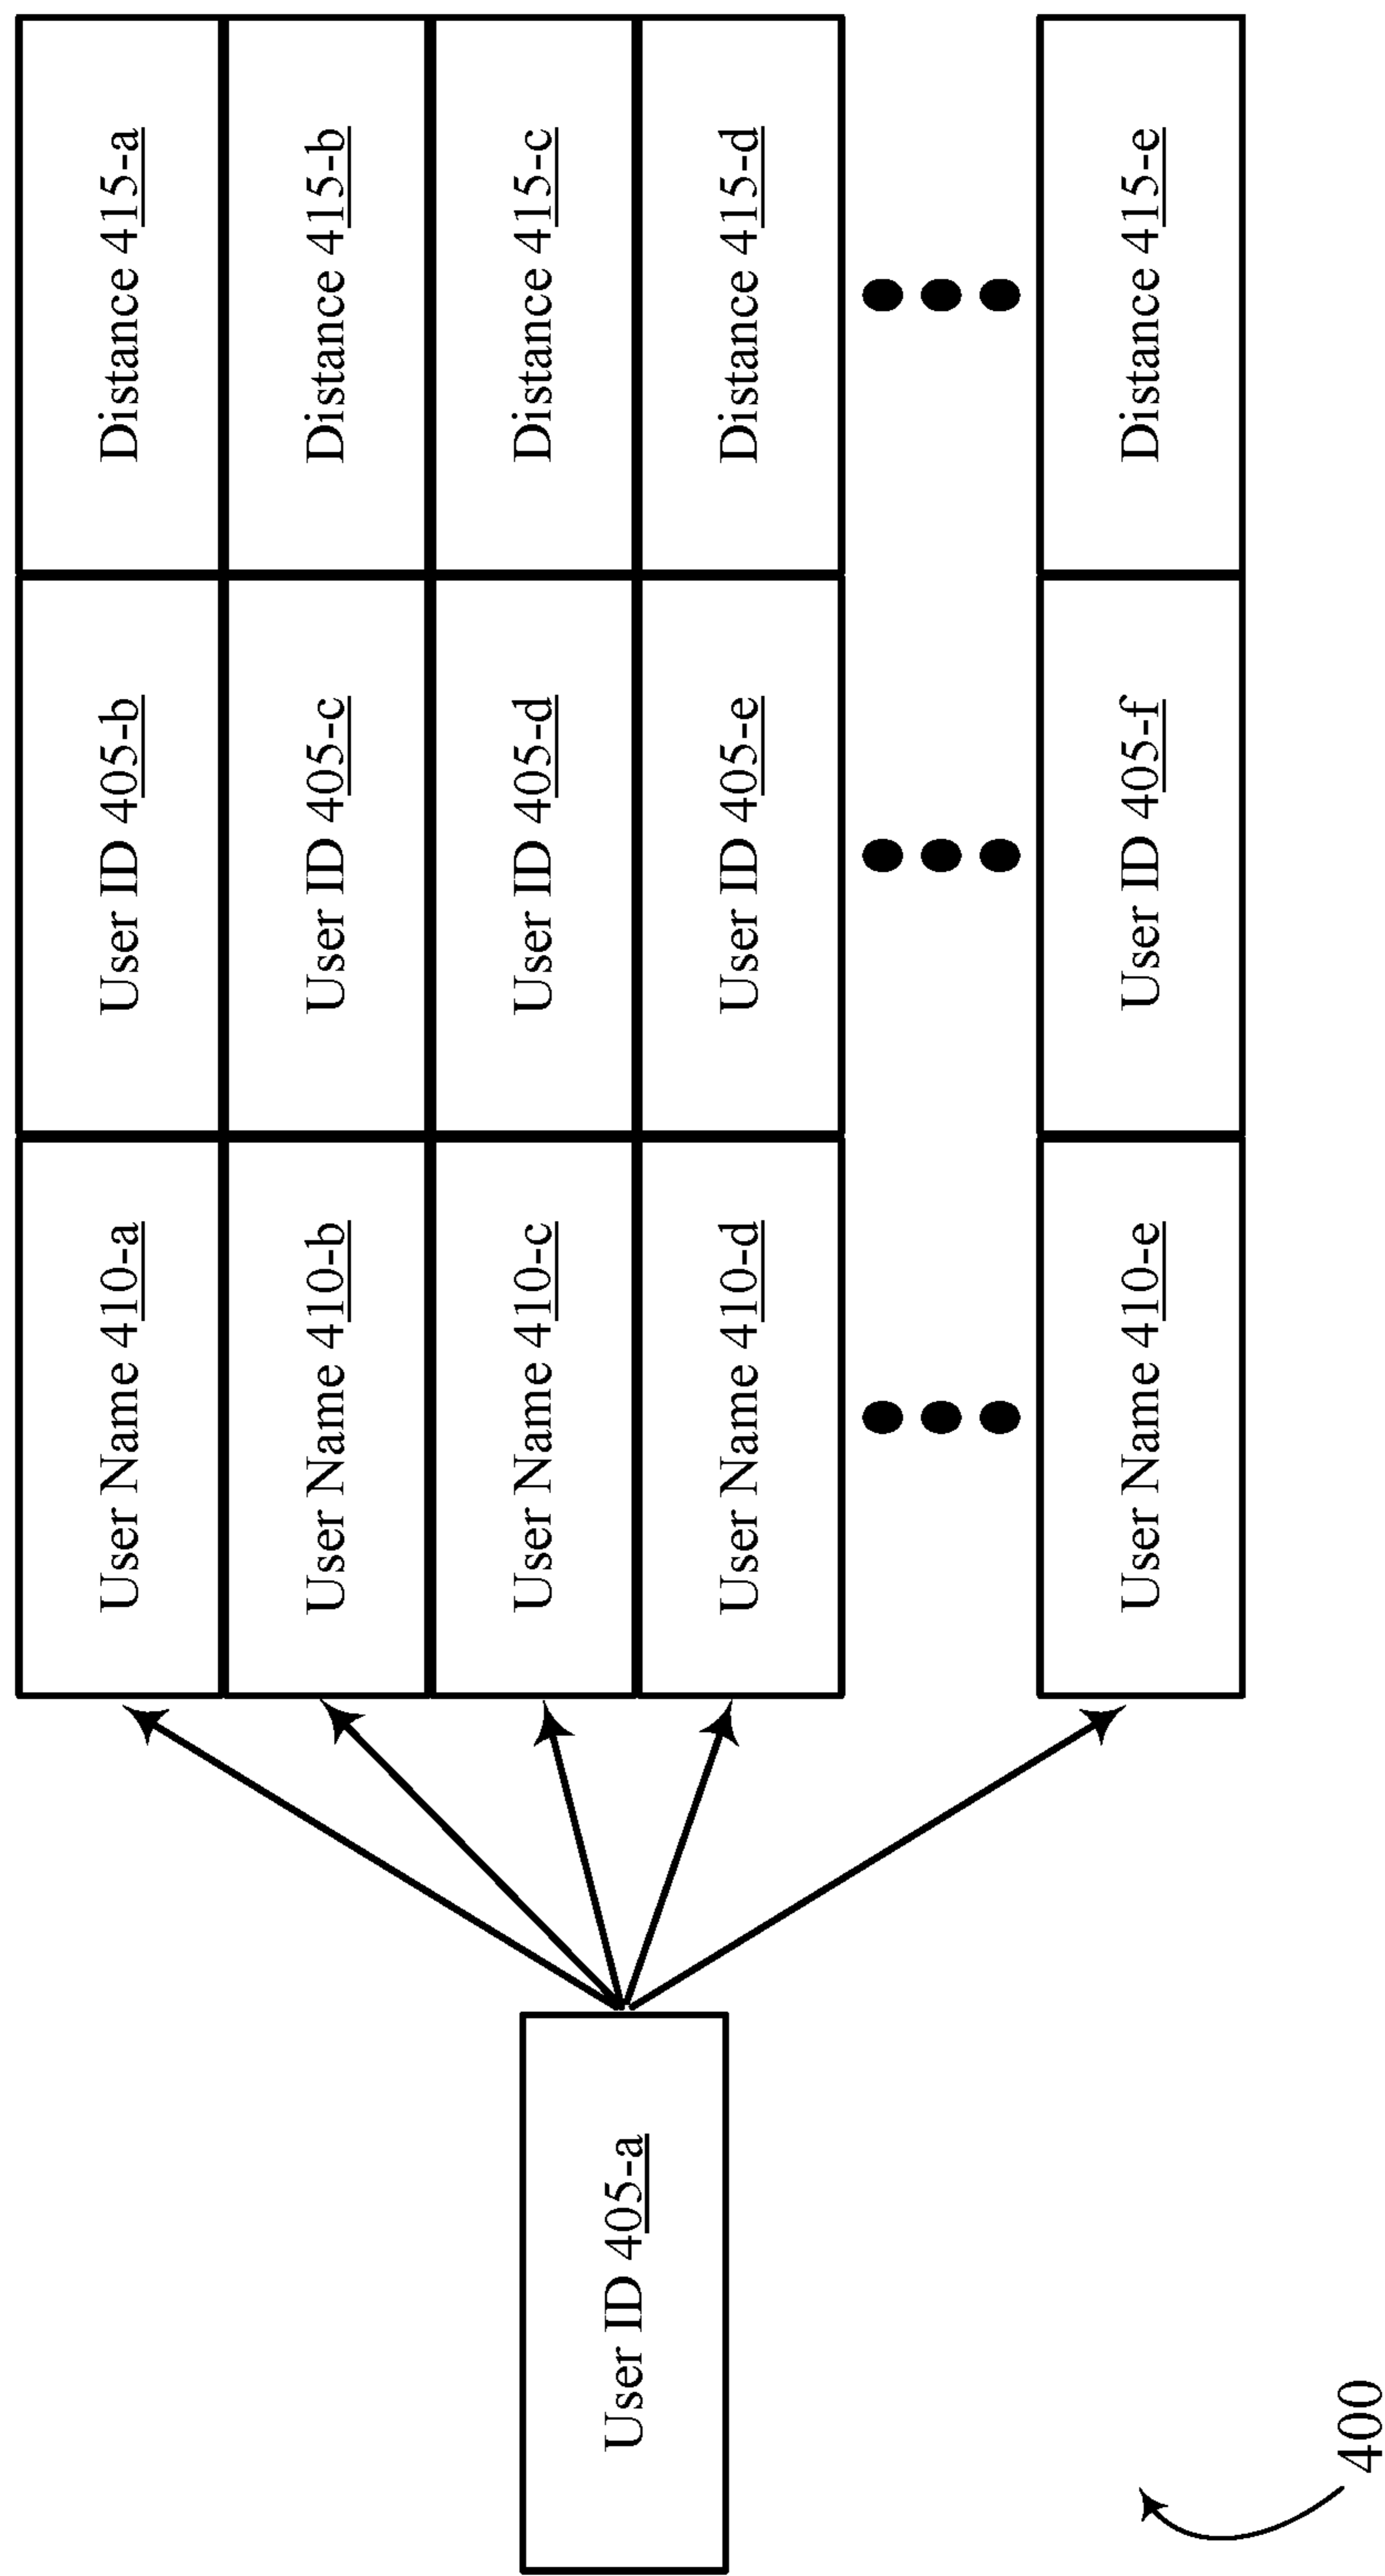 User Name 410-a
User ID 405-b
Distance 415-a
User Name 410-b
User ID 405-c
Distance 415-b
User Name 410-c
User ID 405-d
Distance 415-c
User ID 405-a
User Name 410-d
User ID 405-e
Distance 415-d
User Name 410-e
User ID 405-f
Distance 415-e
400